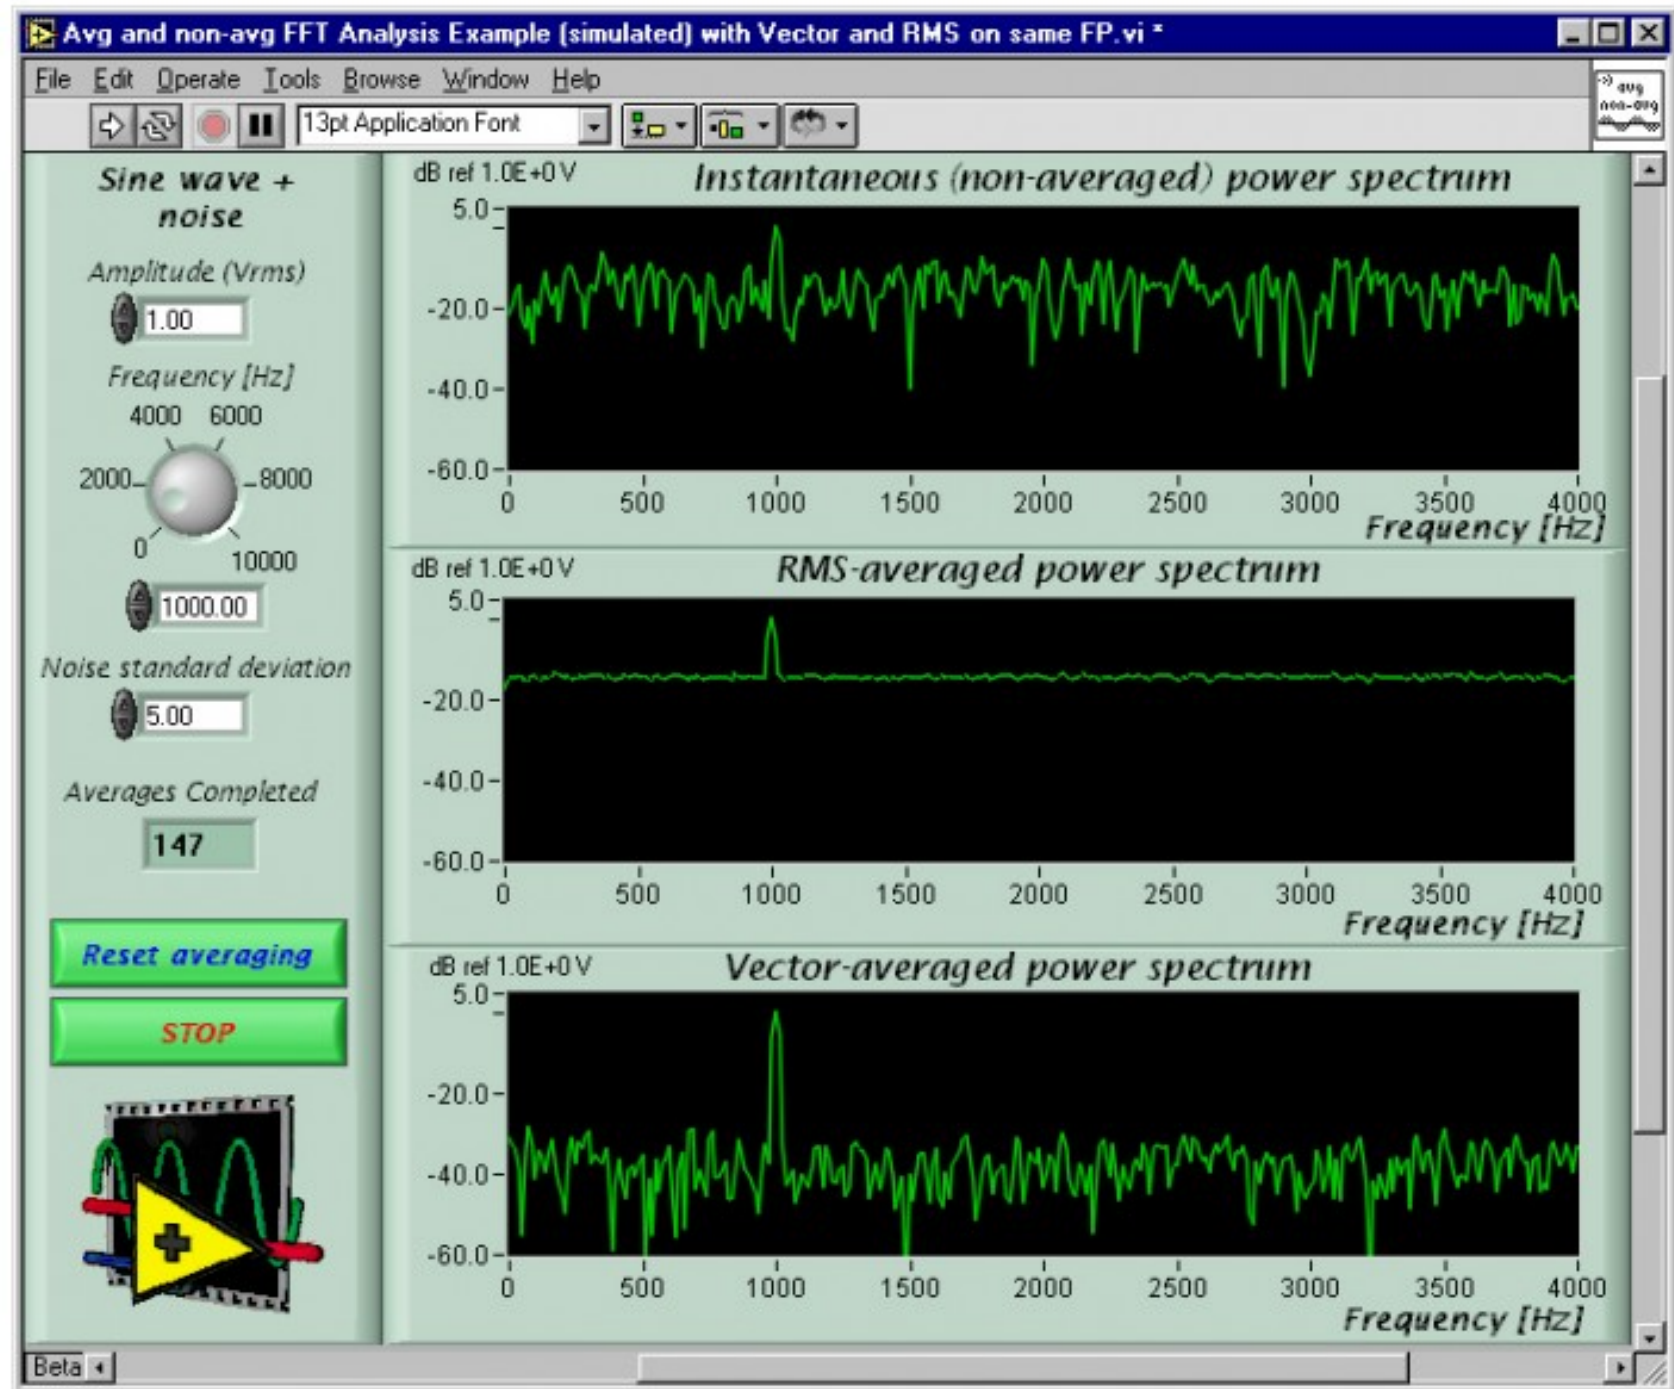 Avg and non-avg FFT Analysis Example (simulated) with Vector and RMS on same FP.vi *
File Edit Operate Tools Browse Window Help
avg
non-avg
13pt Application Font
Sine wave +
noise
Amplitude (Vrms)
1.00
Frequency [Hz]
4000 6000
2000 8000
0 10000
1000.00
Noise standard deviation
5.00
Averages Completed
147
Reset averaging
STOP
dB ref 1.0E+0 V Instantaneous (non-averaged) power spectrum
5.0
-20.0
-40.0
-60.0
0 500 1000 1500 2000 2500 3000 3500 4000
Frequency [Hz]
dB ref 1.0E+0 V RMS-averaged power spectrum
5.0
-20.0
-40.0
-60.0
0 500 1000 1500 2000 2500 3000 3500 4000
Frequency [Hz]
dB ref 1.0E+0 V Vector-averaged power spectrum
5.0
-20.0
-40.0
-60.0
0 500 1000 1500 2000 2500 3000 3500 4000
Frequency [Hz]
Beta